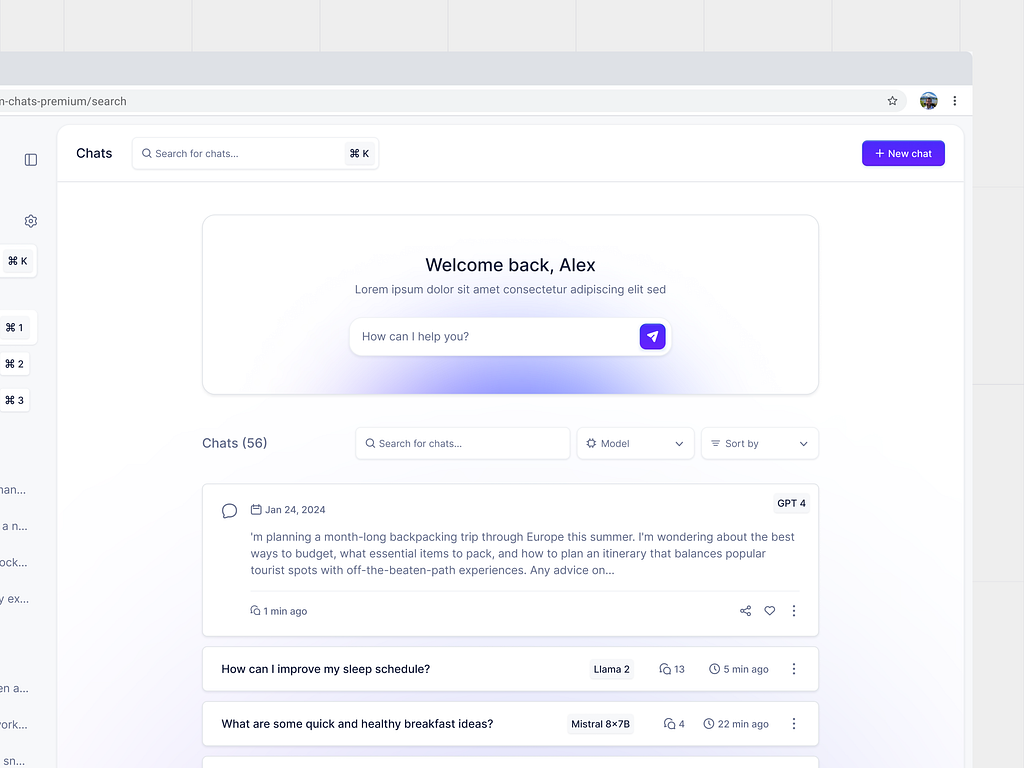 n-chats-premium/search
Chats
Search for chats...
⌘ K
+ New chat
⌘ K
⌘ 1
⌘ 2
⌘ 3
nan...
a n...
ock...
y ex...
en a...
vork...
sn...
Welcome back, Alex
Lorem ipsum dolor sit amet consectetur adipiscing elit sed
How can I help you?
Chats (56)
Search for chats...
Model
Sort by
Jan 24, 2024
GPT 4
'm planning a month-long backpacking trip through Europe this summer. I'm wondering about the best
ways to budget, what essential items to pack, and how to plan an itinerary that balances popular
tourist spots with off-the-beaten-path experiences. Any advice on...
1 min ago
How can I improve my sleep schedule?
Llama 2
13
5 min ago
What are some quick and healthy breakfast ideas?
Mistral 8×7B
4
22 min ago